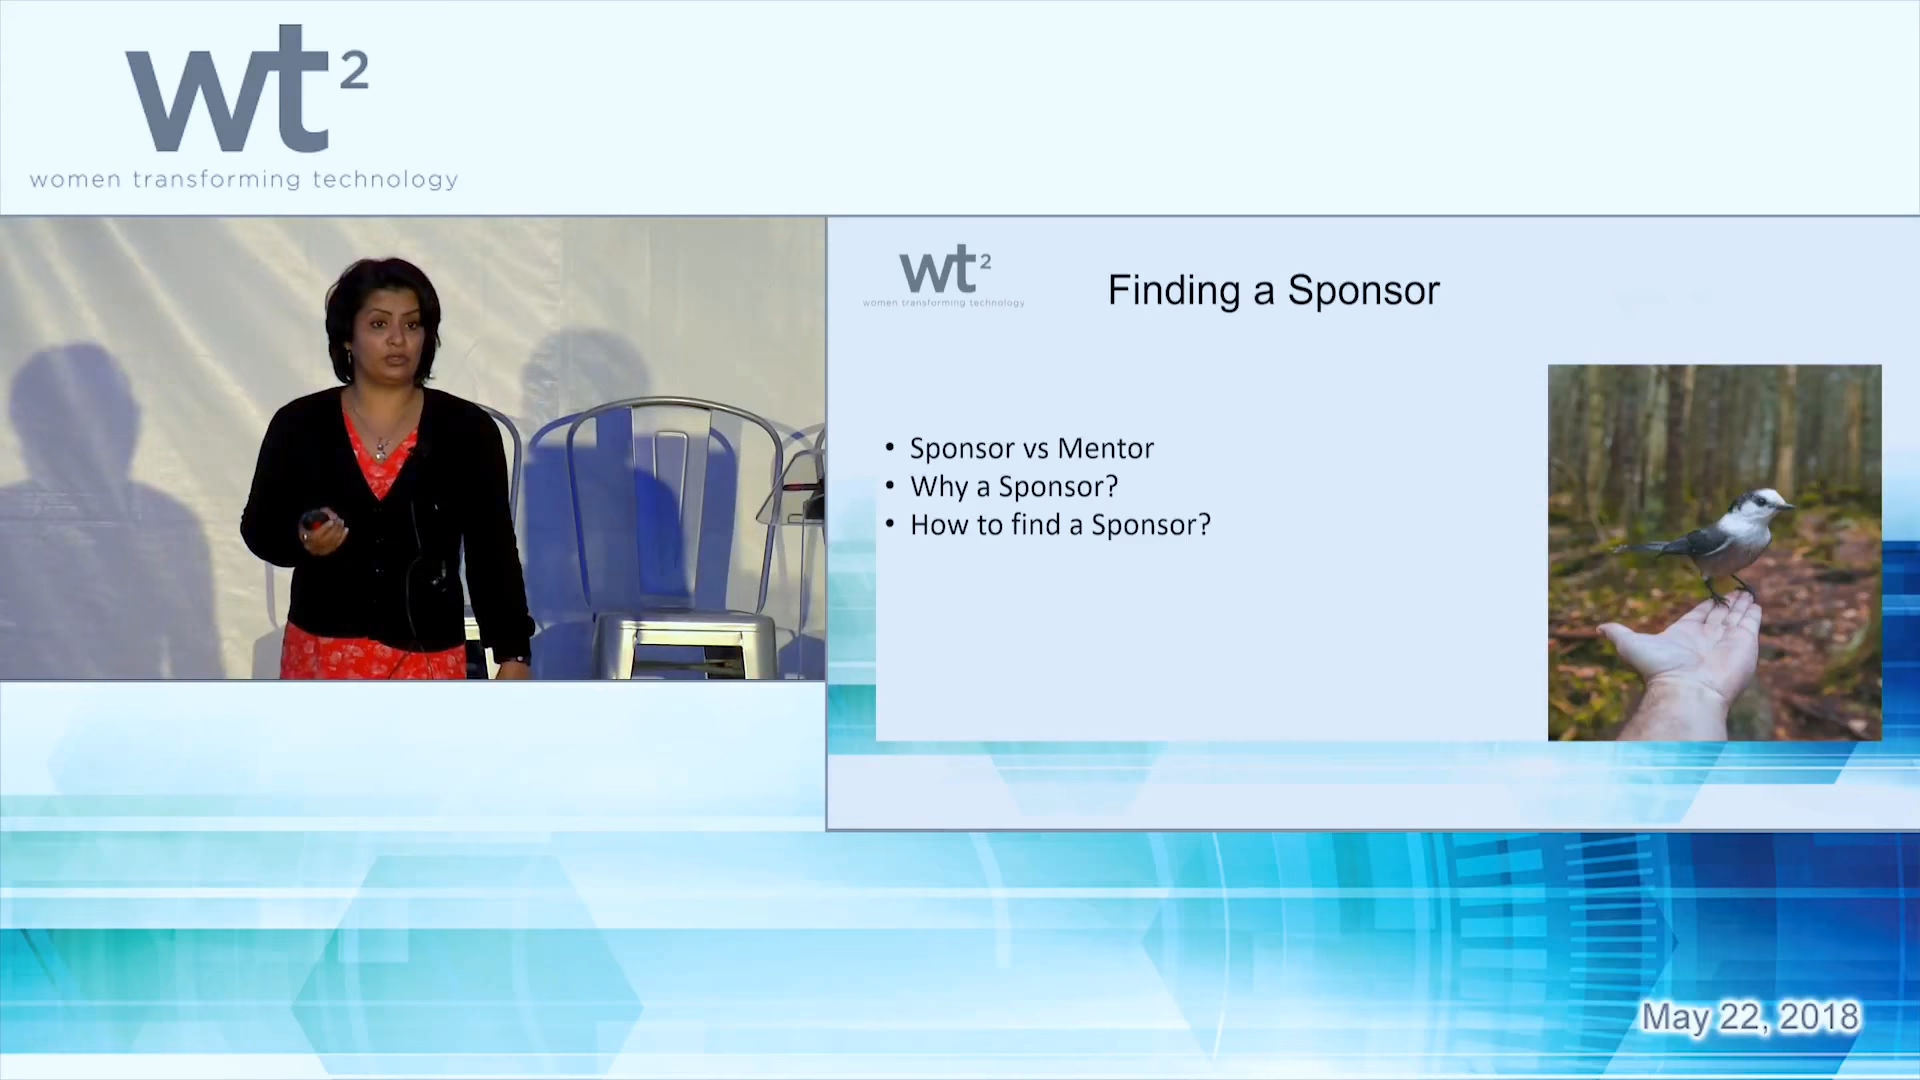 wt2
women transforming technology
wt2
women transforming technology
Finding a Sponsor
• Sponsor vs Mentor
• Why a Sponsor?
• How to find a Sponsor?
May 22, 2018